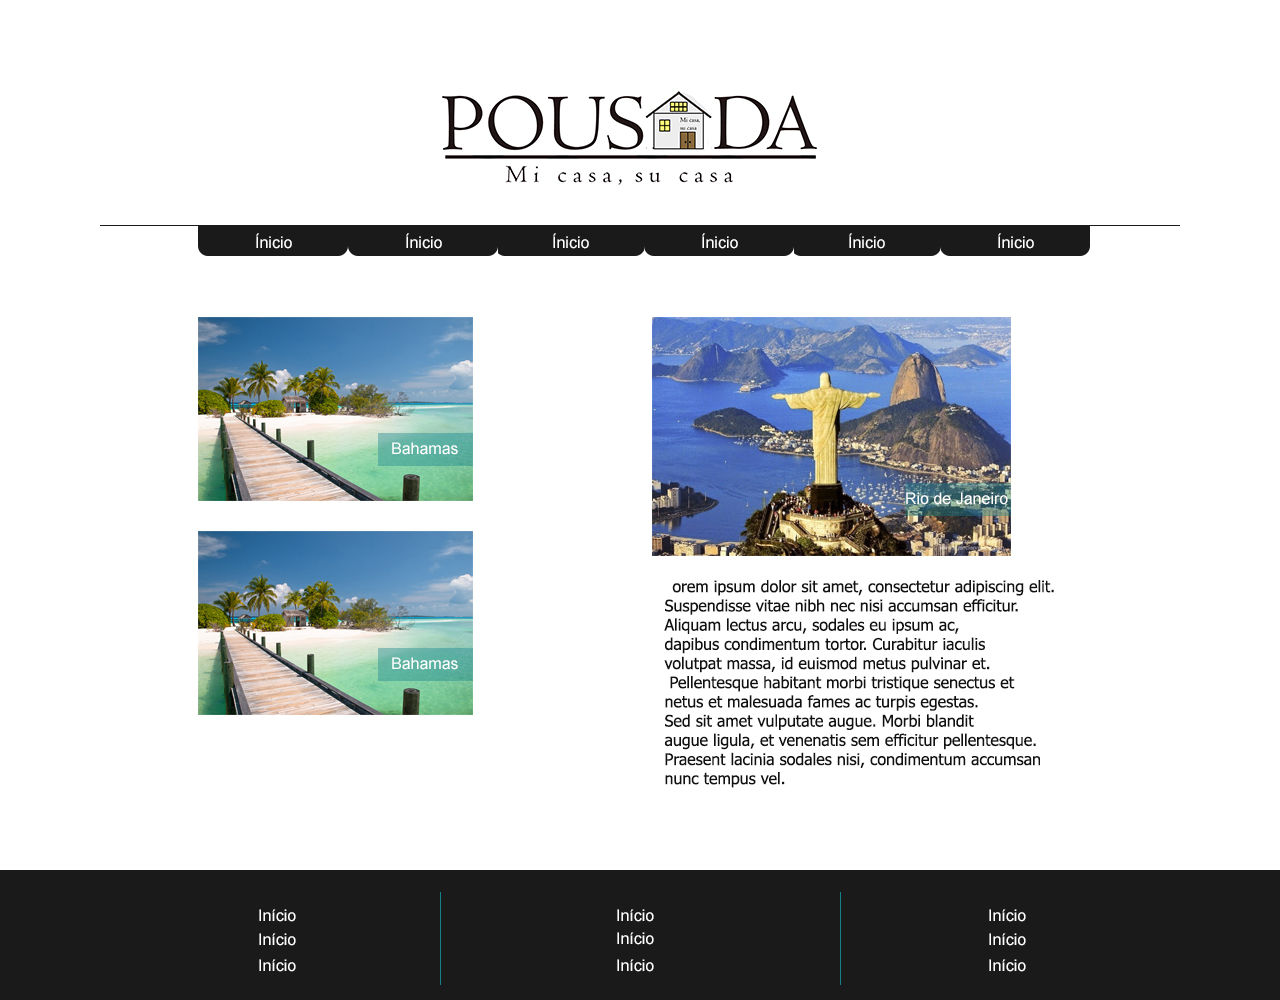 POUSADA
Mi casa,
su casa
Mi casa, su casa
Ínicio Ínicio Ínicio Ínicio Ínicio Ínicio
Bahamas
Bahamas
Rio de Janeiro
orem ipsum dolor sit amet, consectetur adipiscing elit.
Suspendisse vitae nibh nec nisi accumsan efficitur.
Aliquam lectus arcu, sodales eu ipsum ac,
dapibus condimentum tortor. Curabitur iaculis
volutpat massa, id euismod metus pulvinar et.
Pellentesque habitant morbi tristique senectus et
netus et malesuada fames ac turpis egestas.
Sed sit amet vulputate augue. Morbi blandit
augue ligula, et venenatis sem efficitur pellentesque.
Praesent lacinia sodales nisi, condimentum accumsan
nunc tempus vel.
Início
Início
Início
Início
Início
Início
Início
Início
Início